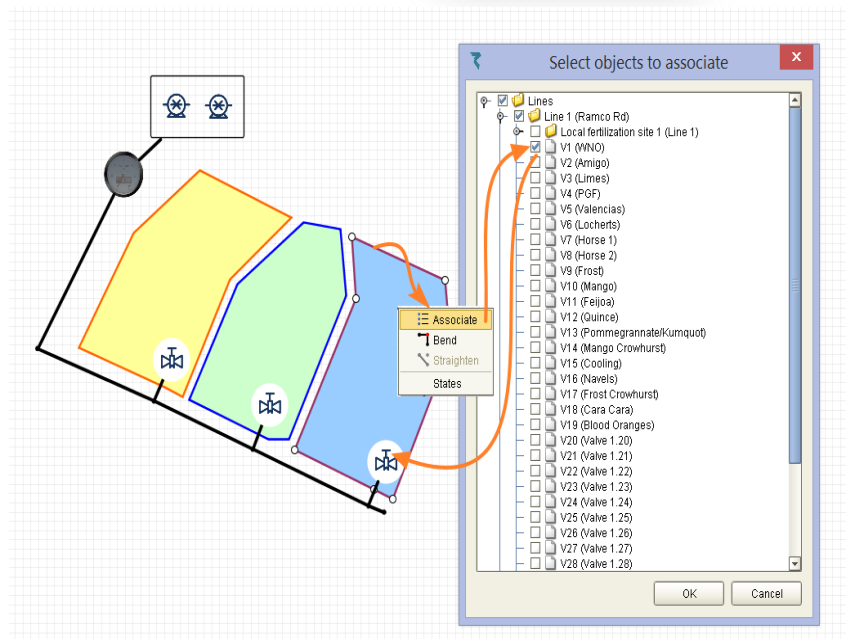 Select objects to associate
Lines
Line 1 (Ramco Rd)
Local fertilization site 1 (Line 1)
V1 (WNO)
V2 (Amigo)
V3 (Limes)
V4 (PGF)
V5 (Valencias)
V6 (Locherts)
V7 (Horse 1)
V8 (Horse 2)
V9 (Frost)
V10 (Mango)
V11 (Feijoa)
V12 (Quince)
V13 (Pommegrannate/Kumquot)
V14 (Mango Crowhurst)
V15 (Cooling)
V16 (Navels)
V17 (Frost Crowhurst)
V18 (Cara Cara)
V19 (Blood Oranges)
V20 (Valve 1.20)
V21 (Valve 1.21)
V22 (Valve 1.22)
V23 (Valve 1.23)
V24 (Valve 1.24)
V25 (Valve 1.25)
V26 (Valve 1.26)
V27 (Valve 1.27)
V28 (Valve 1.28)
OK Cancel
Associate
Bend
Straighten
States